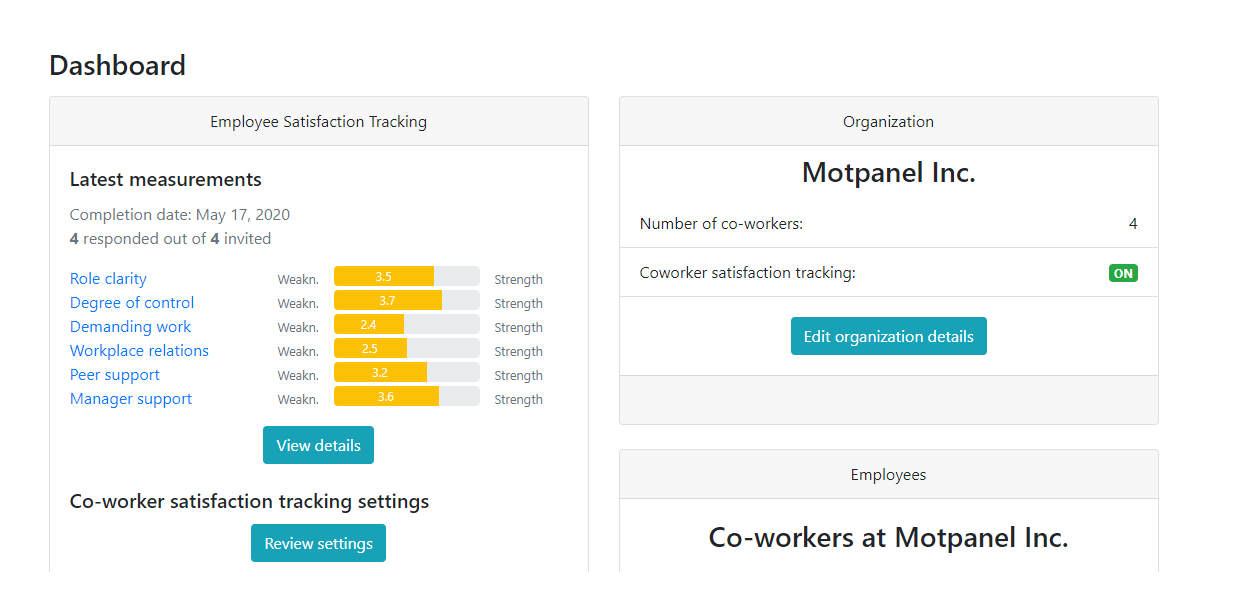 Dashboard
Employee Satisfaction Tracking
Latest measurements
Completion date: May 17, 2020
4 responded out of 4 invited
Role clarity Weakn. 3.5 Strength
Degree of control Weakn. 3.7 Strength
Demanding work Weakn. 2.4 Strength
Workplace relations Weakn. 2.5 Strength
Peer support Weakn. 3.2 Strength
Manager support Weakn. 3.6 Strength
View details
Co-worker satisfaction tracking settings
Review settings
Organization
Motpanel Inc.
Number of co-workers: 4
Coworker satisfaction tracking: ON
Edit organization details
Employees
Co-workers at Motpanel Inc.